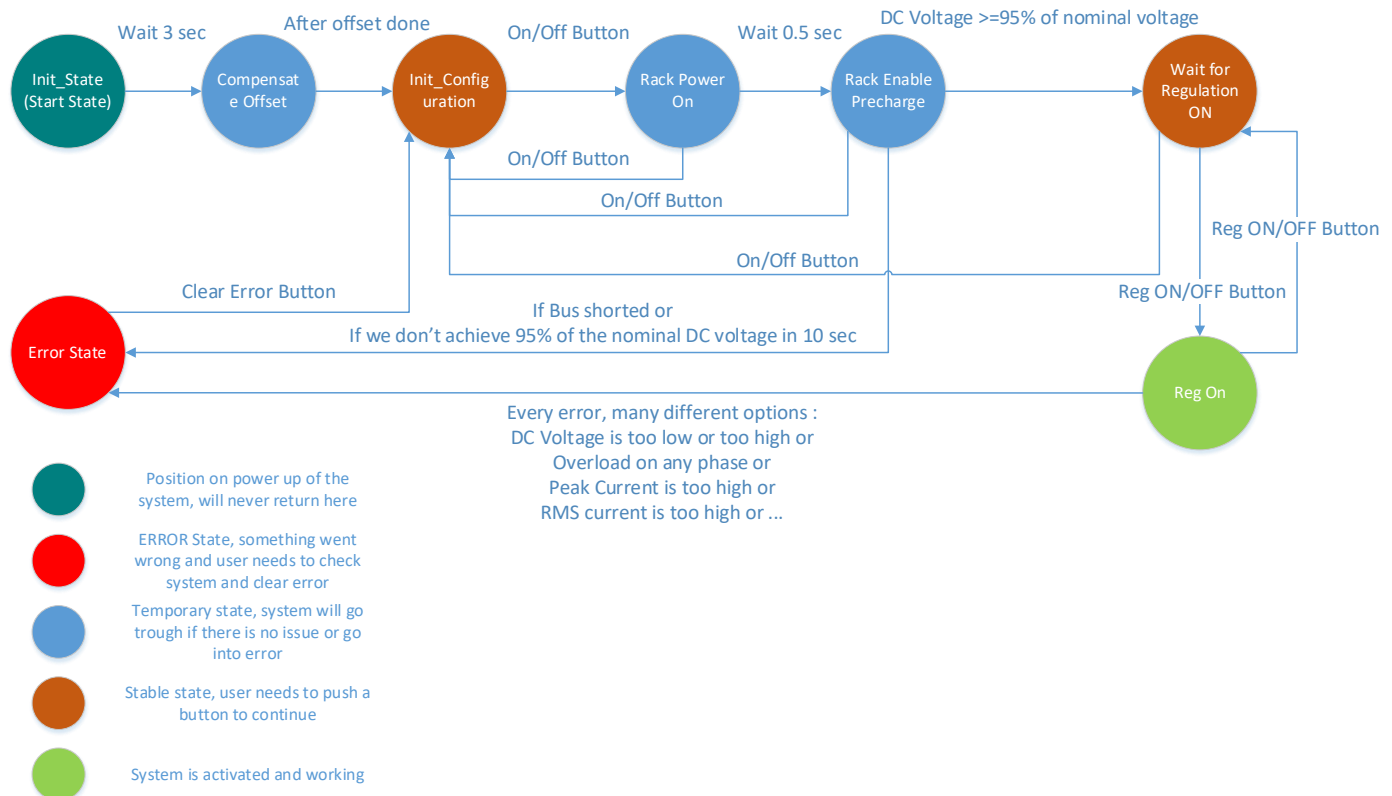 Wait 3 sec
After offset done
On/Off Button
Wait 0.5 sec
DC Voltage >=95% of nominal voltage
Init_State
(Start State)
Compensat
e Offset
Init_Config
uration
Rack Power
On
Rack Enable
Precharge
Wait for
Regulation
ON
On/Off Button
On/Off Button
Reg ON/OFF Button
On/Off Button
Clear Error Button
Reg ON/OFF Button
If Bus shorted or
If we don't achieve 95% of the nominal DC voltage in 10 sec
Error State
Reg On
Every error, many different options :
DC Voltage is too low or too high or
Overload on any phase or
Peak Current is too high or
RMS current is too high or ...
Position on power up of the
system, will never return here
ERROR State, something went
wrong and user needs to check
system and clear error
Temporary state, system will go
trough if there is no issue or go
into error
Stable state, user needs to push a
button to continue
System is activated and working